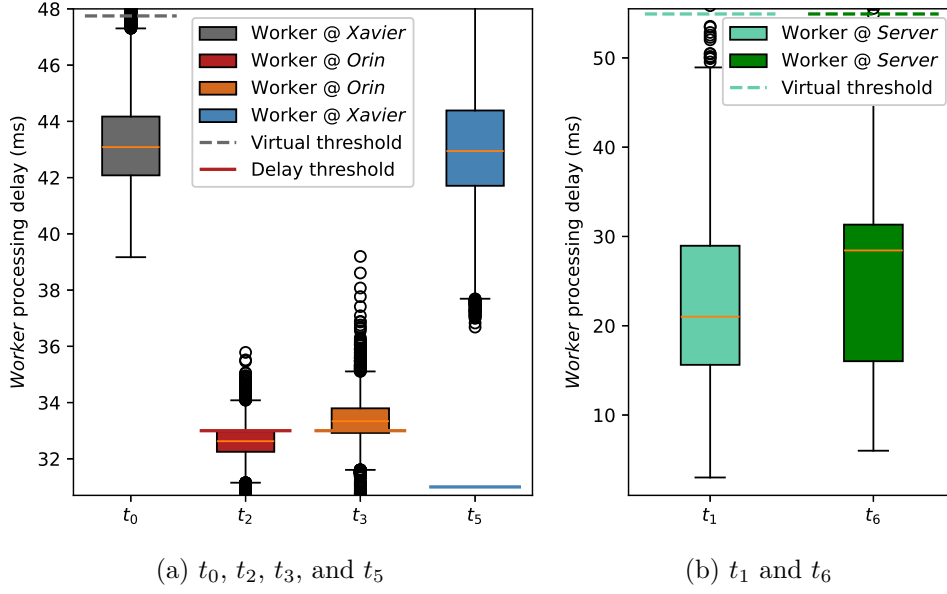 Worker processing delay (ms)
48
46
44
42
40
38
36
34
32
Worker @ Xavier
Worker @ Orin
Worker @ Orin
Worker @ Xavier
Virtual threshold
Delay threshold
t0 t2 t3 t5
(a) t0, t2, t3, and t5
Worker processing delay (ms)
50
40
30
20
10
Worker @ Server
Worker @ Server
Virtual threshold
t1 t6
(b) t1 and t6